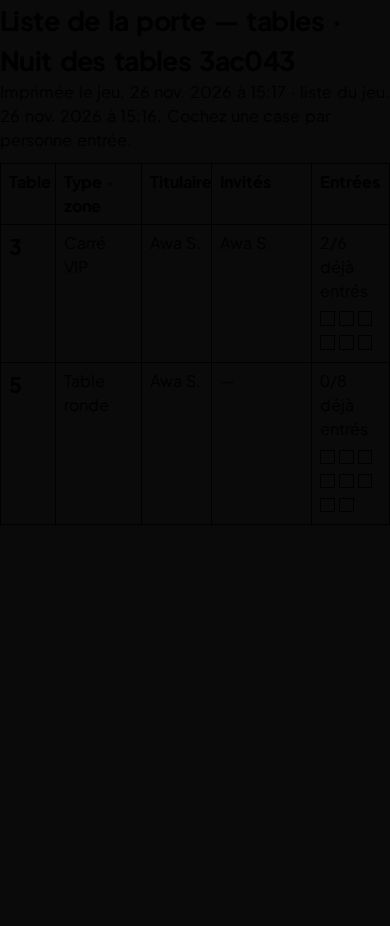 Liste de la porte — tables ·
Nuit des tables 3ac043
Imprimée le jeu. 26 nov. 2026 à 15:17 · liste du jeu.
26 nov. 2026 à 15:16. Cochez une case par
personne entrée.
Table Type · Titulaire Invités Entrées
zone
3 Carré Awa S. Awa S. 2/6
VIP déjà
entrés
5 Table Awa S. — 0/8
ronde déjà
entrés